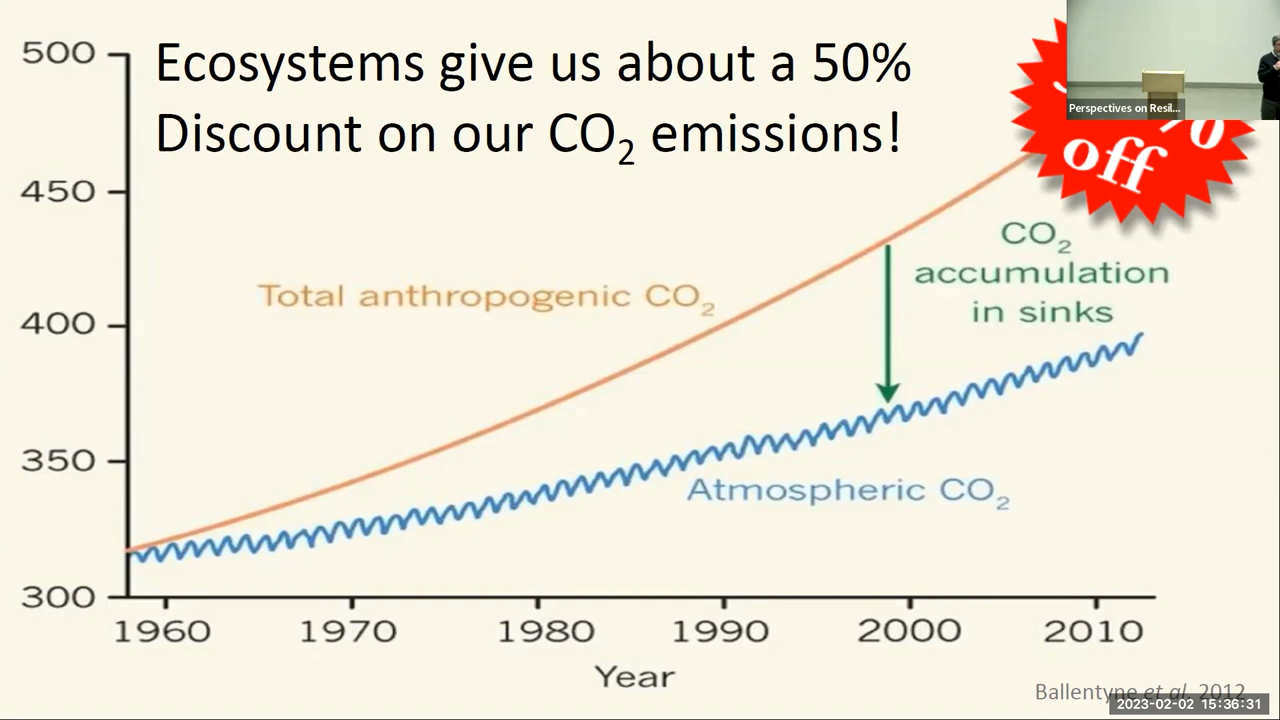 Ecosystems give us about a 50%
Discount on our CO2 emissions!
%
off
Perspectives on Resil...
500
450
400
350
300
Total anthropogenic CO2
CO2
accumulation
in sinks
Atmospheric CO2
1960 1970 1980 1990 2000 2010
Year
Ballentyne et al. 2012
2023-02-02 15:36:31